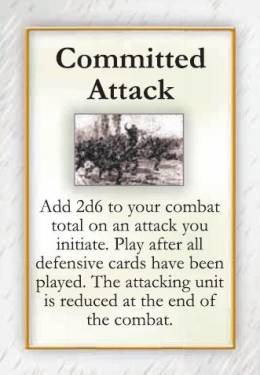 Committed
Attack
Add 2d6 to your combat
total on an attack you
initiate. Play after all
defensive cards have been
played. The attacking unit
is reduced at the end of
the combat.